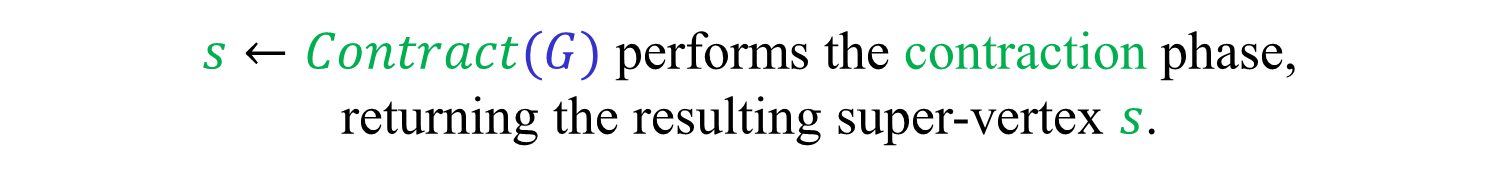 s ← Contract(G) performs the contraction phase,
returning the resulting super-vertex s.